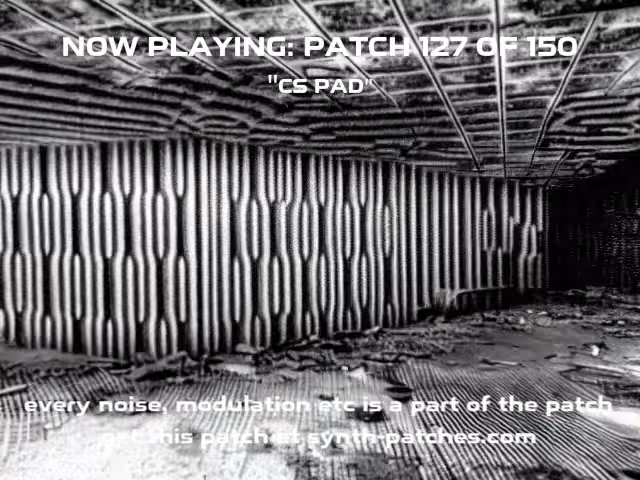 NOW PLAYING: PATCH 127 OF 150
"CS PAD"
every noise, modulation etc is a part of the patch
get this patch at synth-patches.com